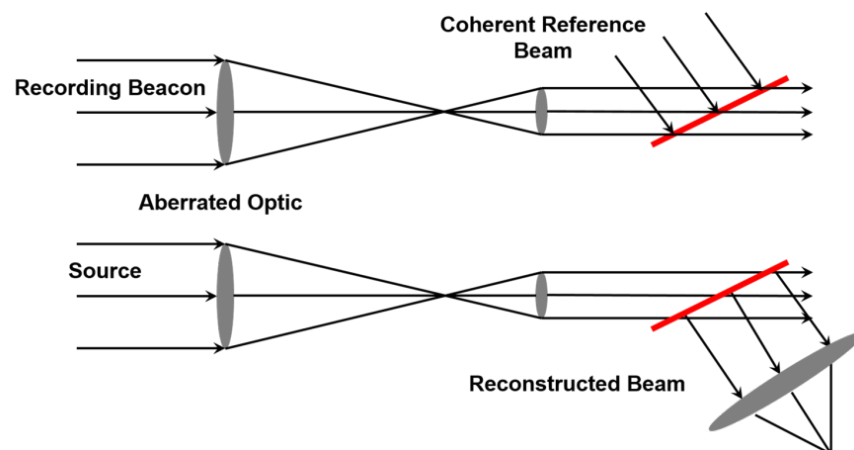 Coherent Reference
Beam
Recording Beacon
Aberrated Optic
Source
Reconstructed Beam